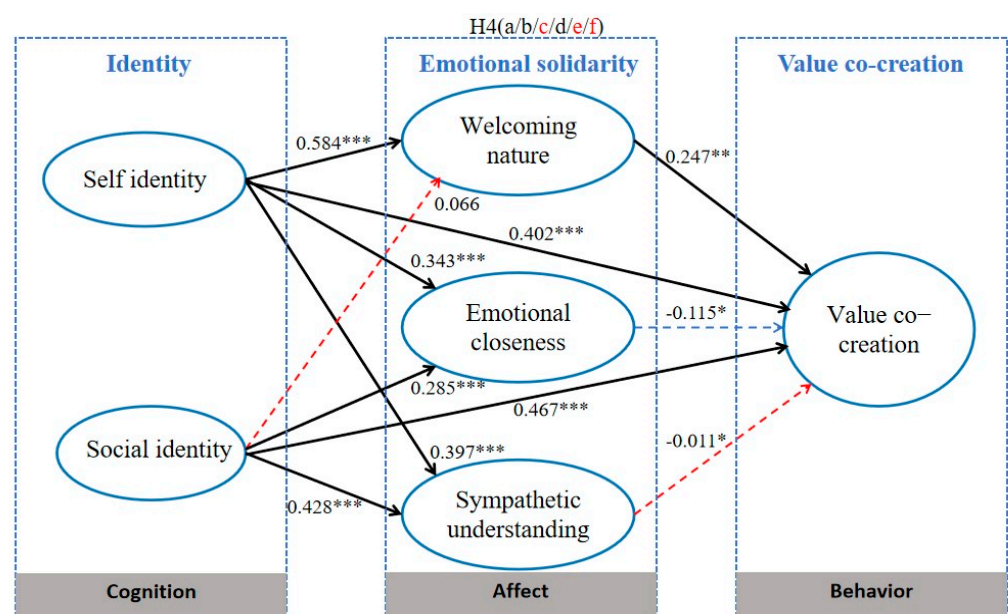 H4(a/b/c/d/e/f)
Identity
Emotional solidarity
Value co-creation
Self identity
Welcoming
nature
0.584***
0.247**
0.066
0.402***
0.343***
Emotional
closeness
-0.115*
Value co−
creation
0.285***
0.467***
Social identity
0.397***
-0.011*
0.428***
Sympathetic
understanding
Cognition
Affect
Behavior